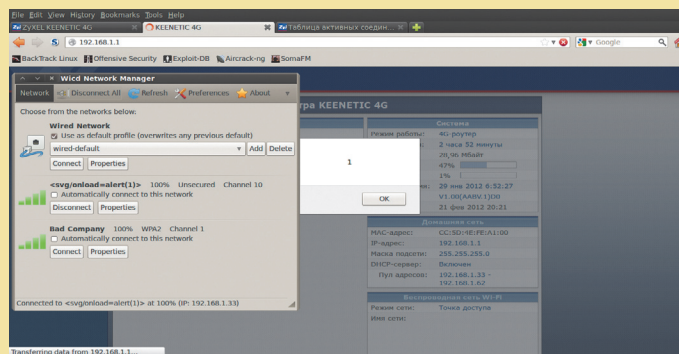 File Edit View History Bookmarks Tools Help
ZyXEL KEENETIC 4G
KEENETIC 4G
Таблица активных соедин...
192.168.1.1
Google
BackTrack Linux Offensive Security Exploit-DB Aircrack-ng SomaFM
Wicd Network Manager
Network Disconnect All Refresh Preferences About
Choose from the networks below:
Wired Network
Use as default profile (overwrites any previous default)
wired-default Add Delete
Connect Properties
<svg/onload=alert(1)> 100% Unsecured Channel 10
Automatically connect to this network
Disconnect Properties
Bad Company 100% WPA2 Channel 1
Automatically connect to this network
Connect Properties
Connected to <svg/onload=alert(1)> at 100% (IP: 192.168.1.33)
Transferring data from 192.168.1.1...
1
OK
KEENETIC 4G
Система
Режим работы: 4G-роутер
2 часа 52 минуты
20,96 Мбайт
47%
1%
29 янв 2012 6:52:27
V1.00(AARV.1)D0
21 фев 2012 20:21
Домашняя сеть
MAC-адрес: CC:5D:4E:FE:A1:00
IP-адрес: 192.168.1.1
Маска подсети: 255.255.255.0
DHCP-сервер: Включен
Пул адресов: 192.168.1.33 -
192.168.1.62
Беспроводная сеть Wi-Fi
Режим сети: Точка доступа
Имя сети: